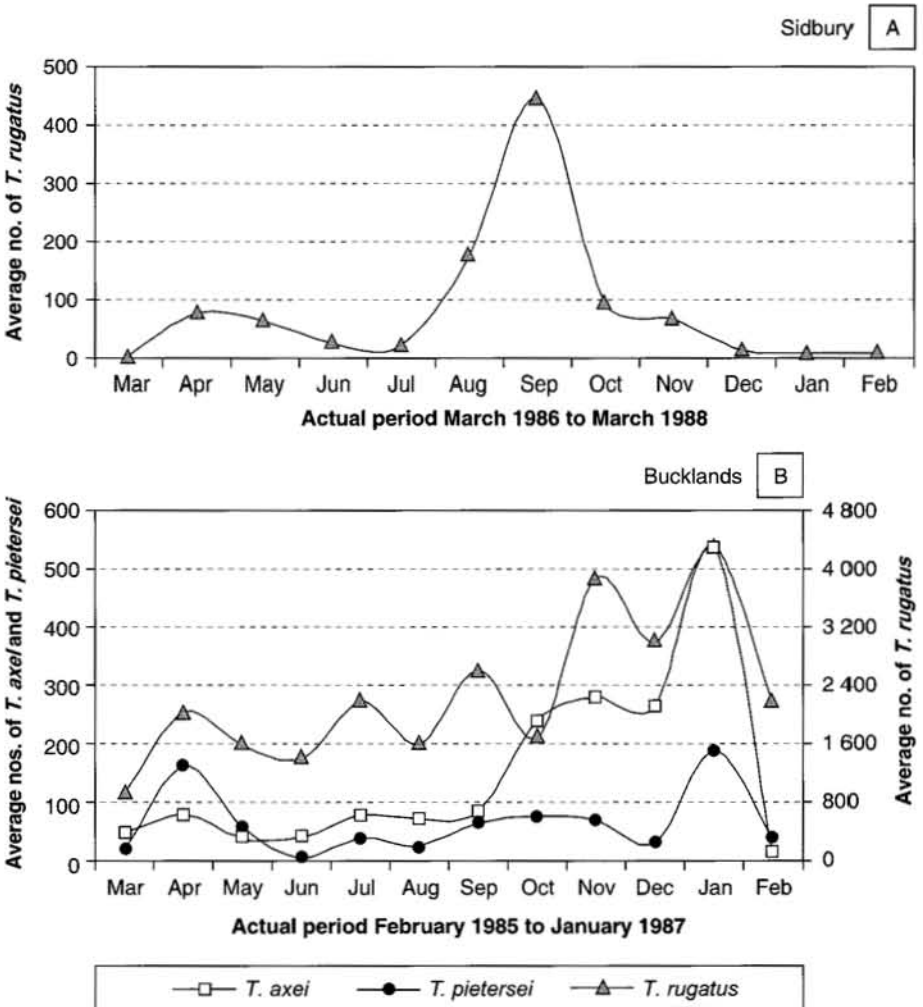 Sidbury A
Average no. of T. rugatus
500
400
300
200
100
0
Mar Apr May Jun Jul Aug Sep Oct Nov Dec Jan Feb
Actual period March 1986 to March 1988
Bucklands B
Average nos. of T. axel and T. pietersei
600
500
400
300
200
100
0
4 800
4 000
3 200
2 400
1 600
800
0
Average no. of T. rugatus
Mar Apr May Jun Jul Aug Sep Oct Nov Dec Jan Feb
Actual period February 1985 to January 1987
T. axei T. pietersei T. rugatus